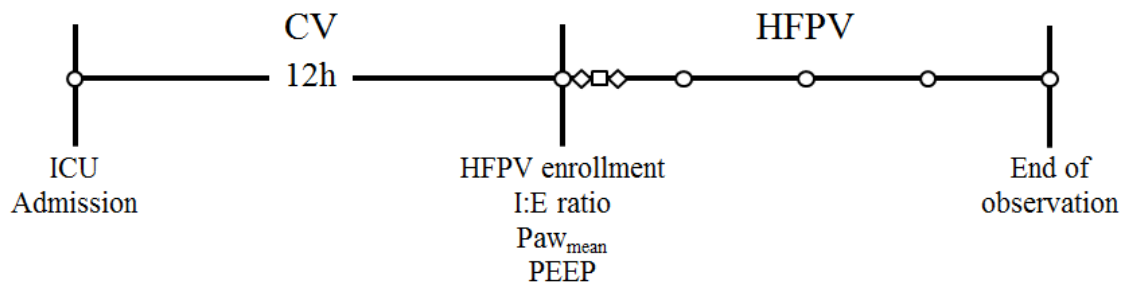 CV
HFPV
12h
ICU
Admission
HFPV enrollment
I:E ratio
Paw_mean
PEEP
End of
observation